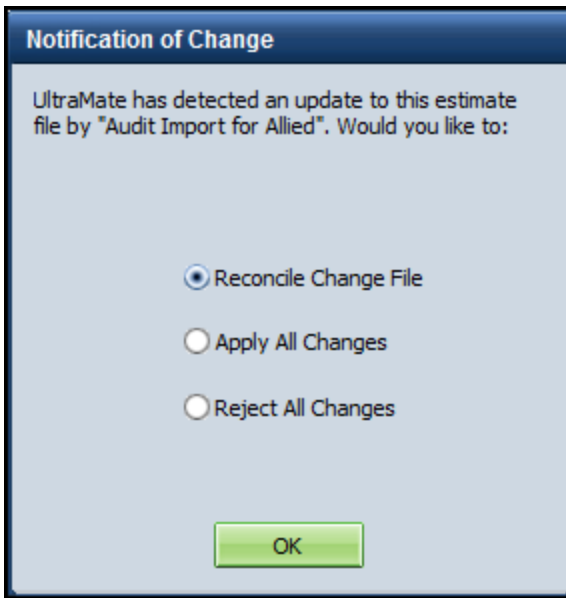 Notification of Change
UltraMate has detected an update to this estimate
file by "Audit Import for Allied". Would you like to:
Reconcile Change File
Apply All Changes
Reject All Changes
OK